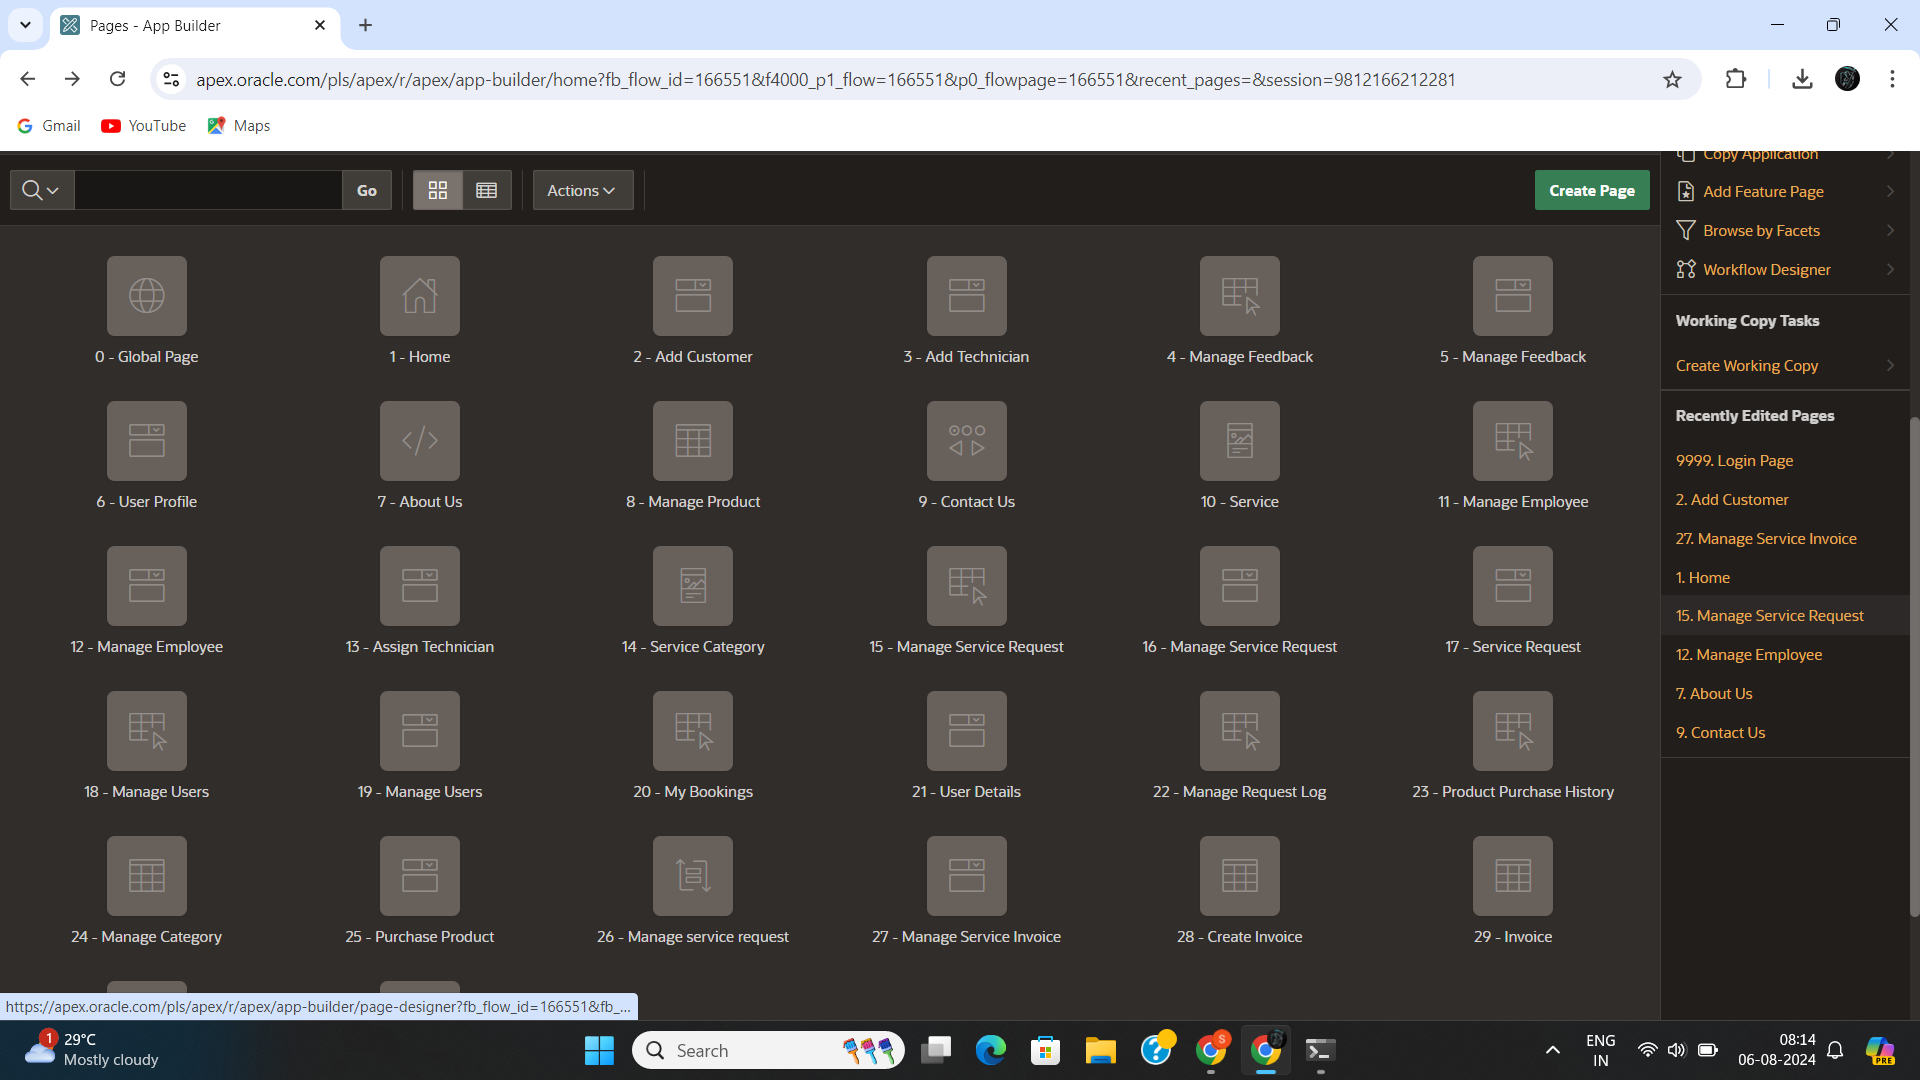 Pages - App Builder
apex.oracle.com/pls/apex/r/apex/app-builder/home?fb_flow_id=166551&f4000_p1_flow=166551&p0_flowpage=166551&recent_pages=&session=9812166212281
Gmail YouTube Maps
Go
Actions
Create Page
0 - Global Page
1 - Home
2 - Add Customer
3 - Add Technician
4 - Manage Feedback
5 - Manage Feedback
6 - User Profile
7 - About Us
8 - Manage Product
9 - Contact Us
10 - Service
11 - Manage Employee
12 - Manage Employee
13 - Assign Technician
14 - Service Category
15 - Manage Service Request
16 - Manage Service Request
17 - Service Request
18 - Manage Users
19 - Manage Users
20 - My Bookings
21 - User Details
22 - Manage Request Log
23 - Product Purchase History
24 - Manage Category
25 - Purchase Product
26 - Manage service request
27 - Manage Service Invoice
28 - Create Invoice
29 - Invoice
Copy Application
Add Feature Page
Browse by Facets
Workflow Designer
Working Copy Tasks
Create Working Copy
Recently Edited Pages
9999. Login Page
2. Add Customer
27. Manage Service Invoice
1. Home
15. Manage Service Request
12. Manage Employee
7. About Us
9. Contact Us
https://apex.oracle.com/pls/apex/r/apex/app-builder/page-designer?fb_flow_id=166551&fb_...
1
29°C
Mostly cloudy
Search
S
ENG
IN
08:14
06-08-2024
PRE